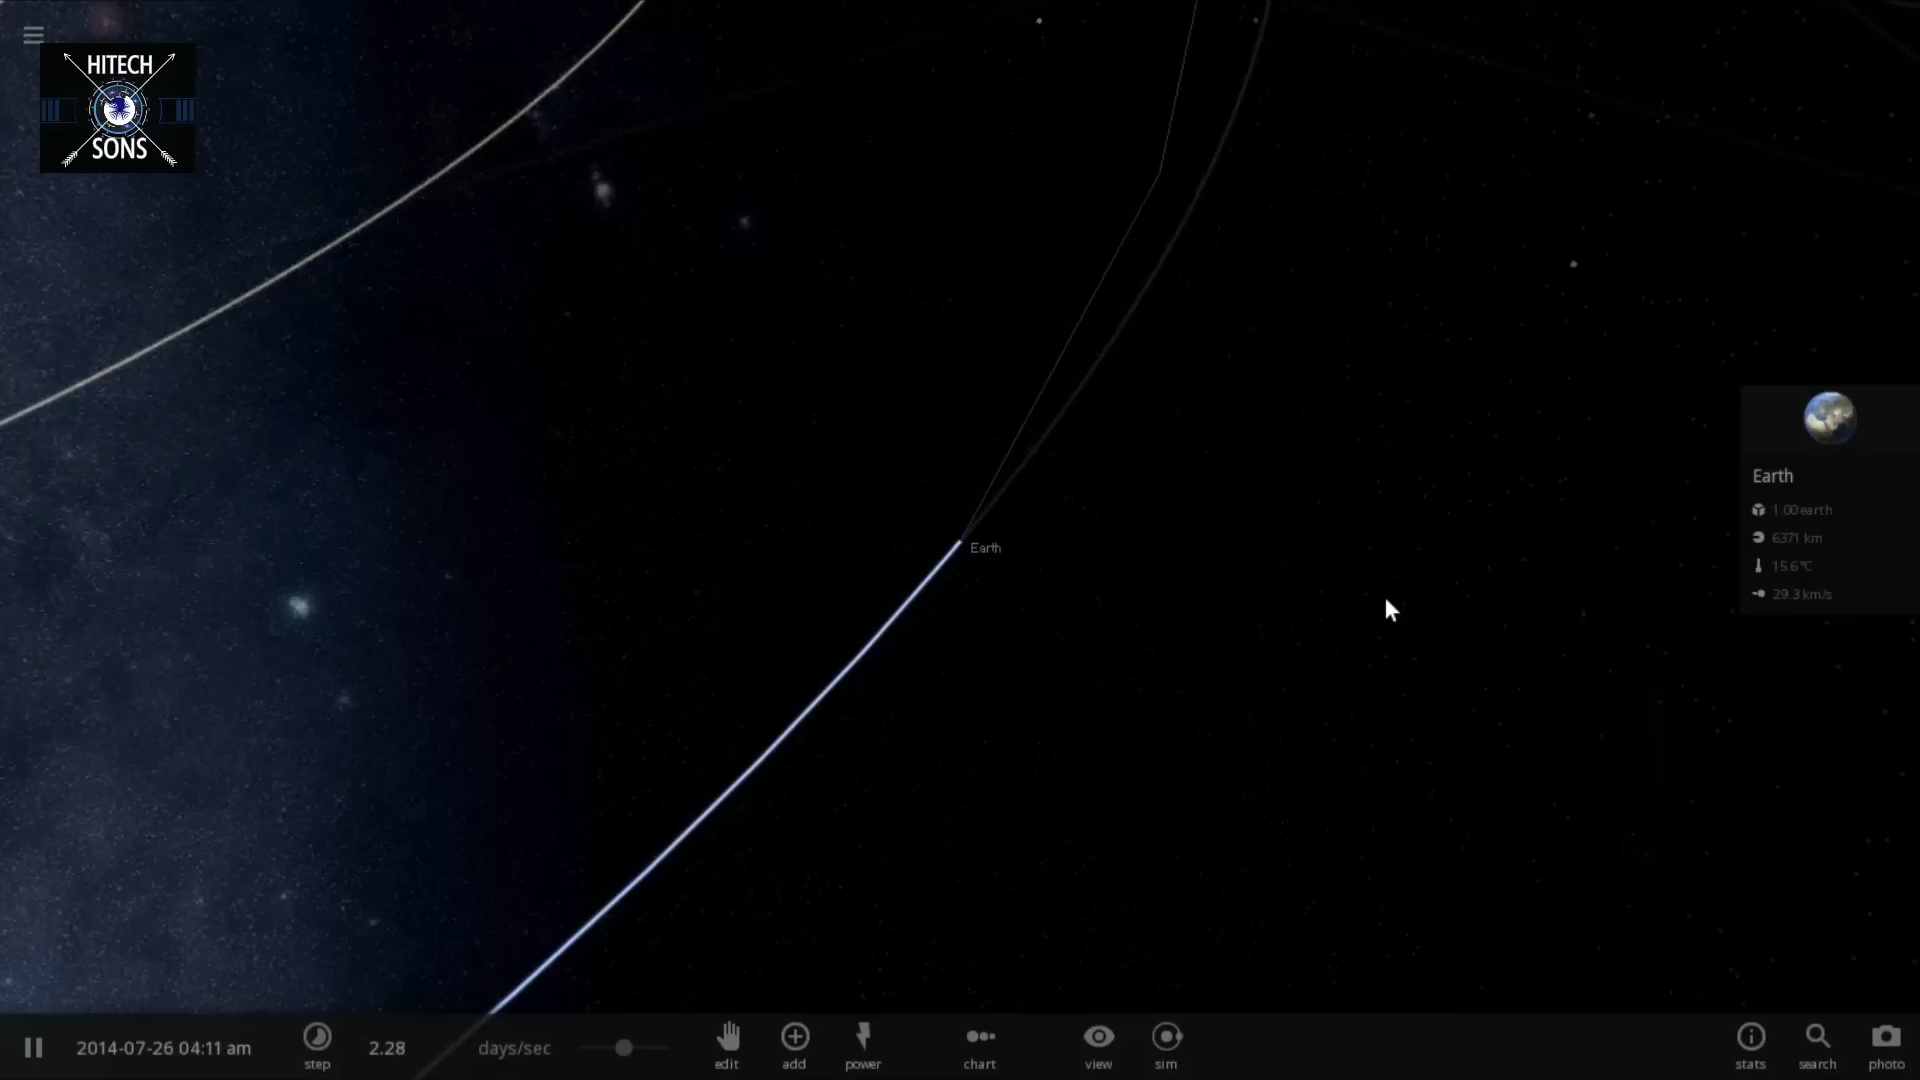 HITECH
SONS
Earth
Earth
1.00 earth
6371 km
15.6 °C
29.3 km/s
2014-07-26 04:11 am
step
2.28
days/sec
edit
add
power
chart
view
sim
stats
search
photo